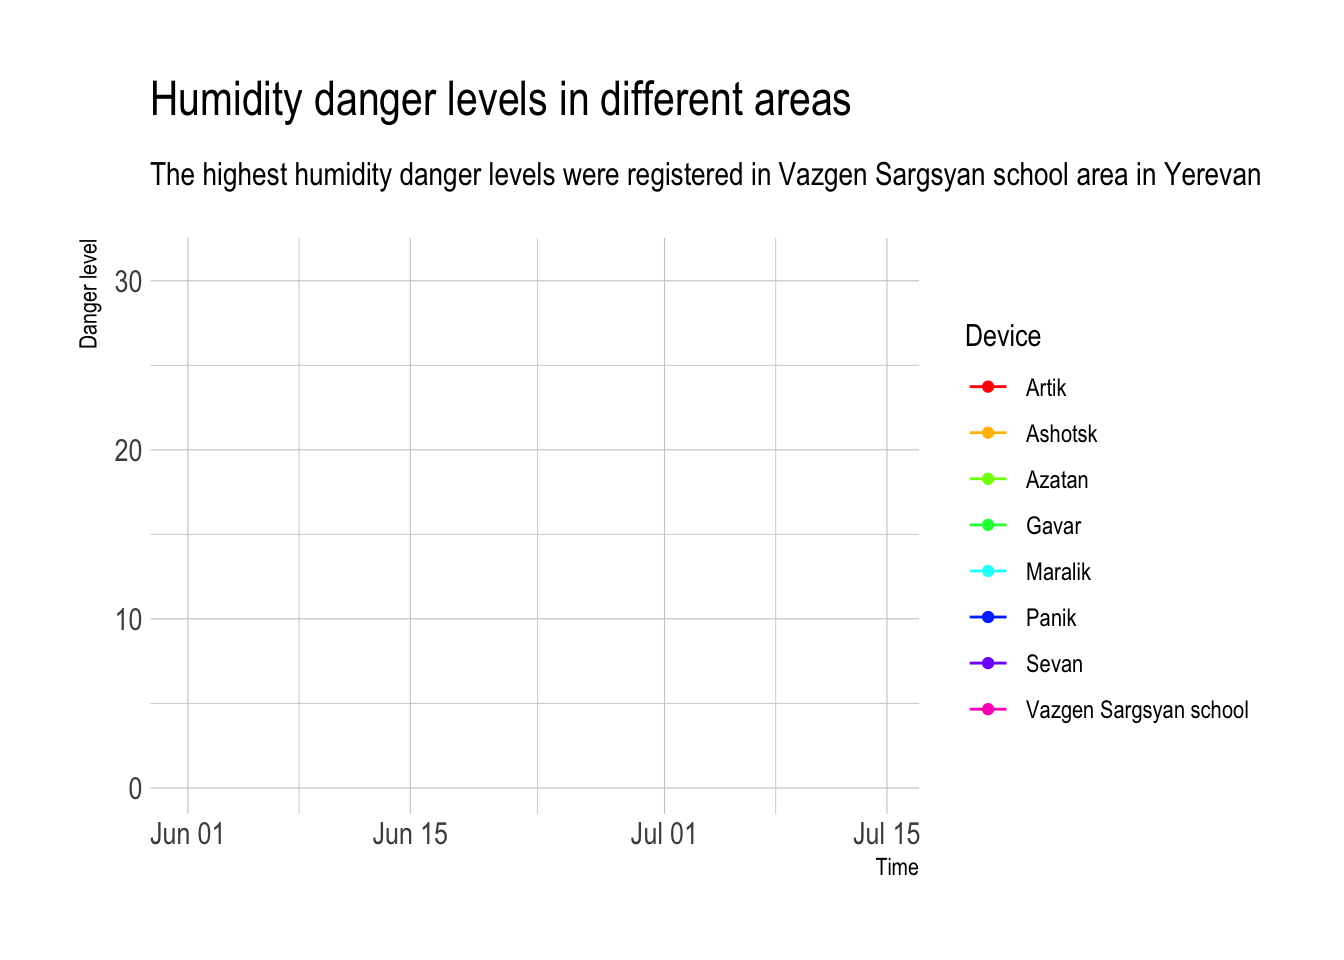 Humidity danger levels in different areas
The highest humidity danger levels were registered in Vazgen Sargsyan school area in Yerevan
Danger level
30
20
10
0
Jun 01
Jun 15
Jul 01
Jul 15
Time
Device
Artik
Ashotsk
Azatan
Gavar
Maralik
Panik
Sevan
Vazgen Sargsyan school